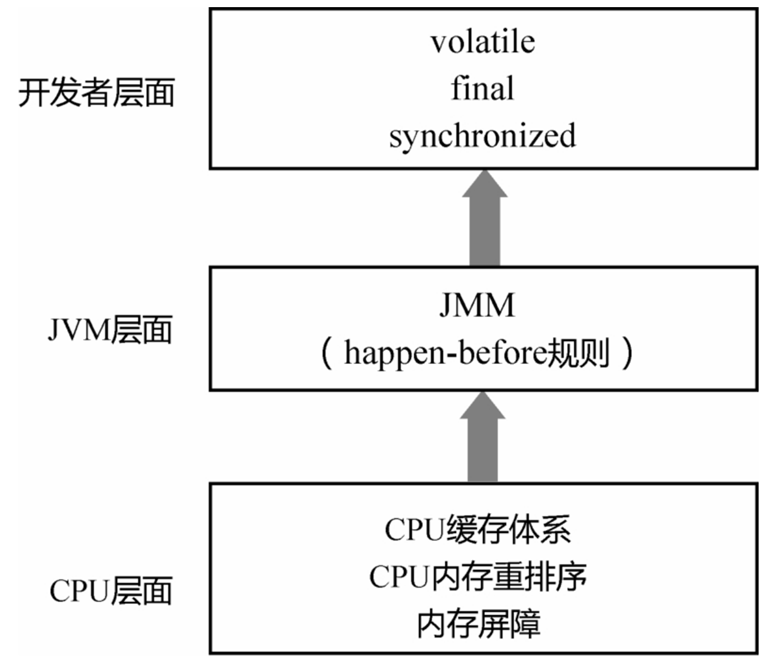 开发者层面
volatile
final
synchronized
JVM层面
JMM
（happen-before规则）
CPU层面
CPU缓存体系
CPU内存重排序
内存屏障